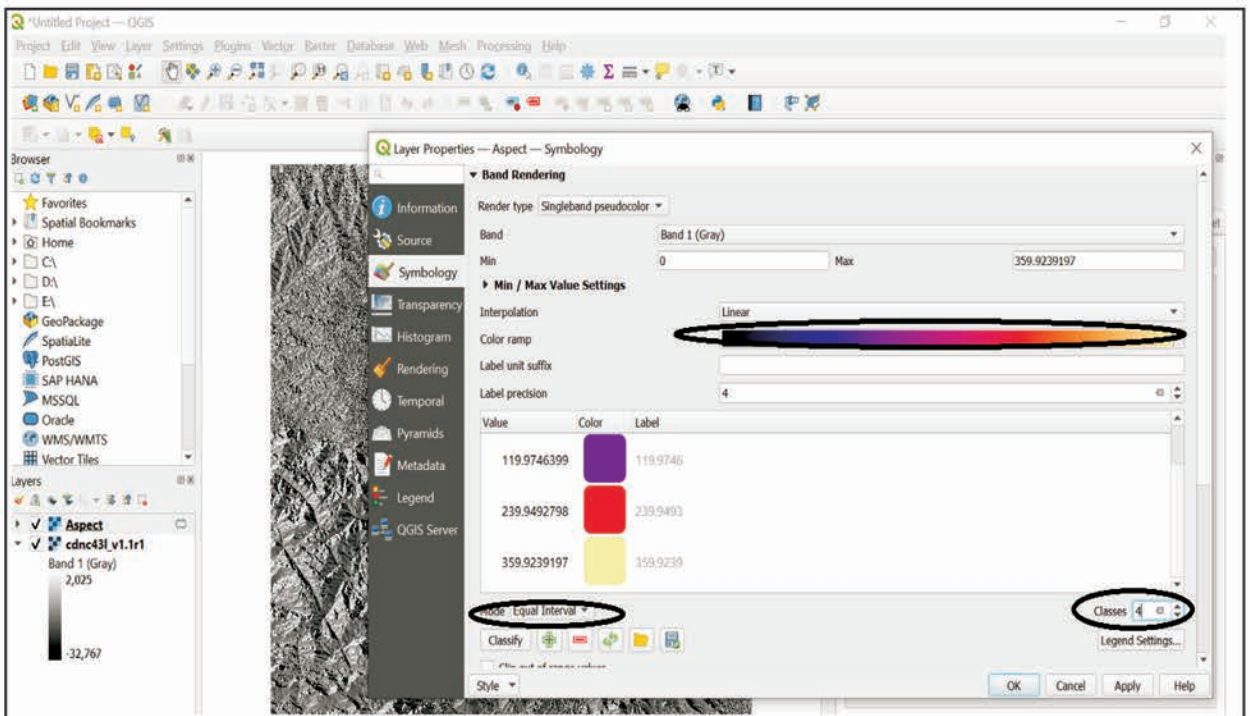 *Untitled Project — QGIS
Project Edit View Layer Settings Plugins Vector Raster Database Web Mesh Processing Help
Browser
Favorites
Spatial Bookmarks
Home
C:\
D:\
E:\
GeoPackage
SpatiaLite
PostGIS
SAP HANA
MSSQL
Oracle
WMS/WMTS
Vector Tiles
Layers
Aspect
cdnc43l_v1.1r1
Band 1 (Gray)
2,025
-32,767
Layer Properties — Aspect — Symbology
Information
Source
Symbology
Transparency
Histogram
Rendering
Temporal
Pyramids
Metadata
Legend
QGIS Server
Band Rendering
Render type Singleband pseudocolor
Band Band 1 (Gray)
Min 0 Max 359.9239197
Min / Max Value Settings
Interpolation Linear
Color ramp
Label unit suffix
Label precision 4
Value Color Label
119.9746399 119.9746
239.9492798 239.9493
359.9239197 359.9239
Mode Equal Interval Classes 4
Classify Legend Settings...
Clip out of range values
Style OK Cancel Apply Help